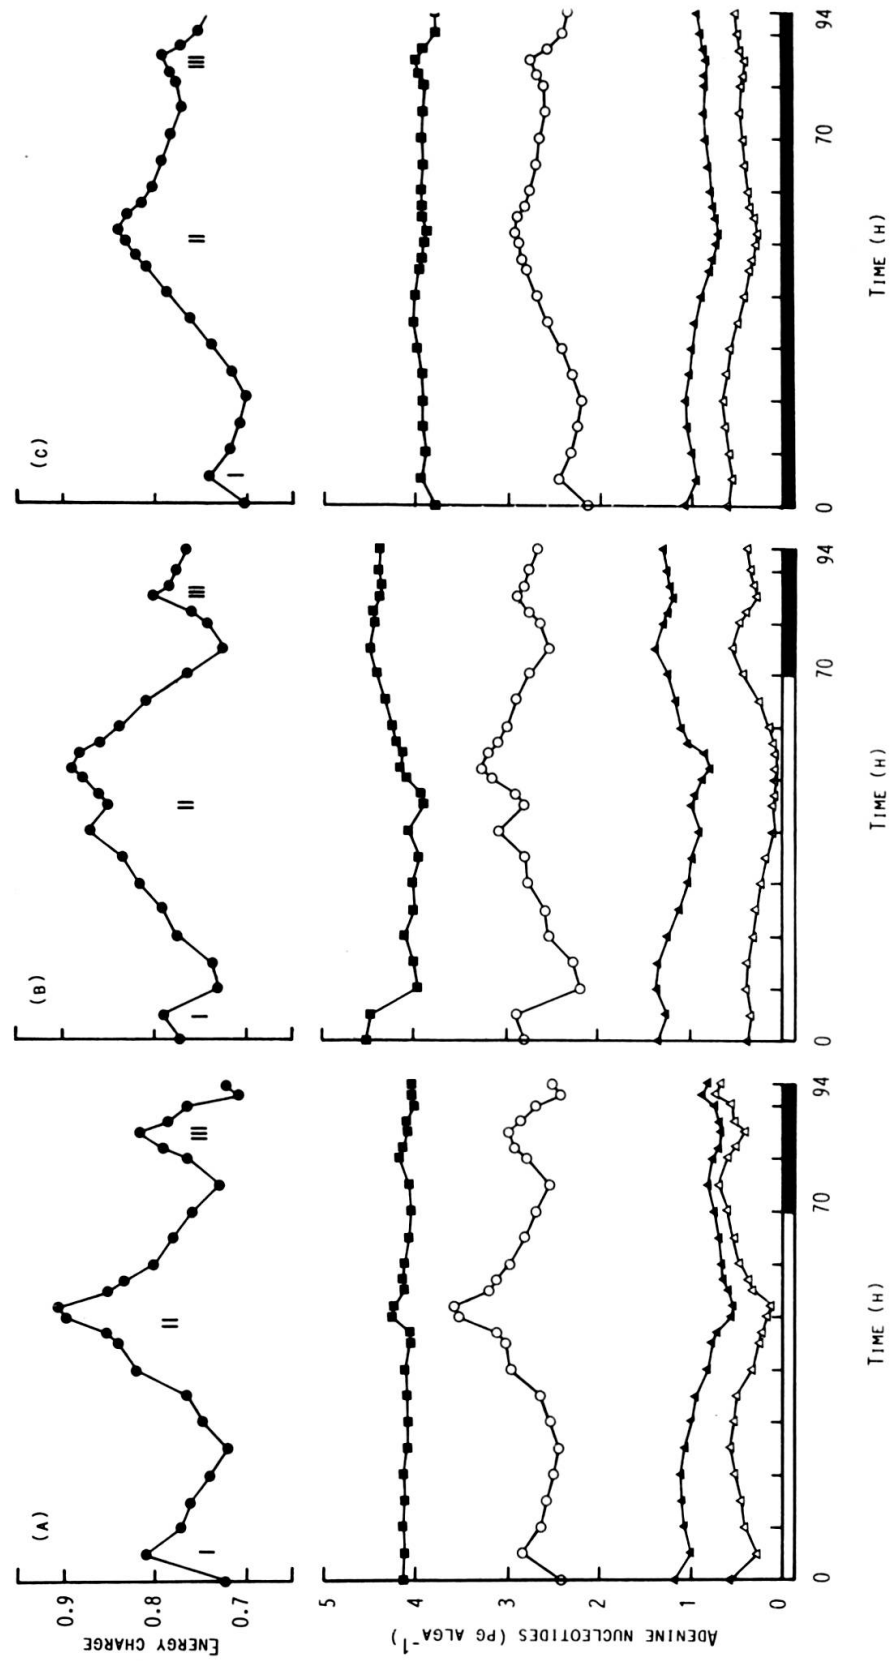 (A)
(B)
(C)
ENERGY CHARGE
0.9
0.8
0.7
I
II
III
I
II
III
I
II
III
ADENINE NUCLEOTIDES (PG ALGA⁻¹)
5
4
3
2
1
0
0
70
94
0
70
94
0
70
94
TIME (H)
TIME (H)
TIME (H)